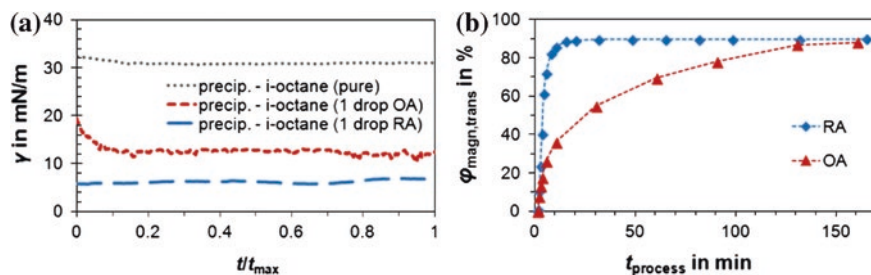 (a)
40
30
20
10
0
γ in mN/m
precip. - i-octane (pure)
precip. - i-octane (1 drop OA)
precip. - i-octane (1 drop RA)
0 0.2 0.4 0.6 0.8 1
t/tmax
(b)
100
80
60
40
20
0
φmagn,trans in %
RA
OA
0 50 100 150
tprocess in min